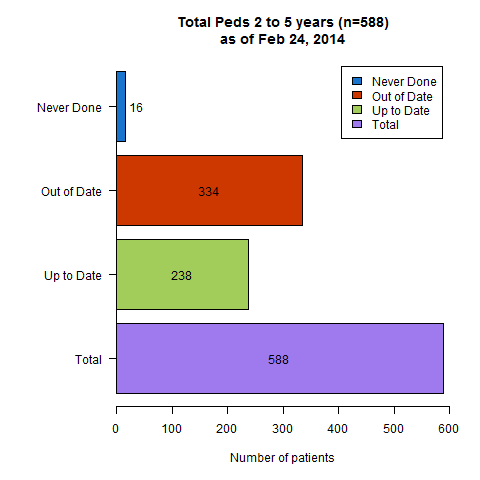 Total Peds 2 to 5 years (n=588)
as of Feb 24, 2014
Never Done
Out of Date
Up to Date
Total
Never Done
16
Out of Date
334
Up to Date
238
Total
588
0 100 200 300 400 500 600
Number of patients